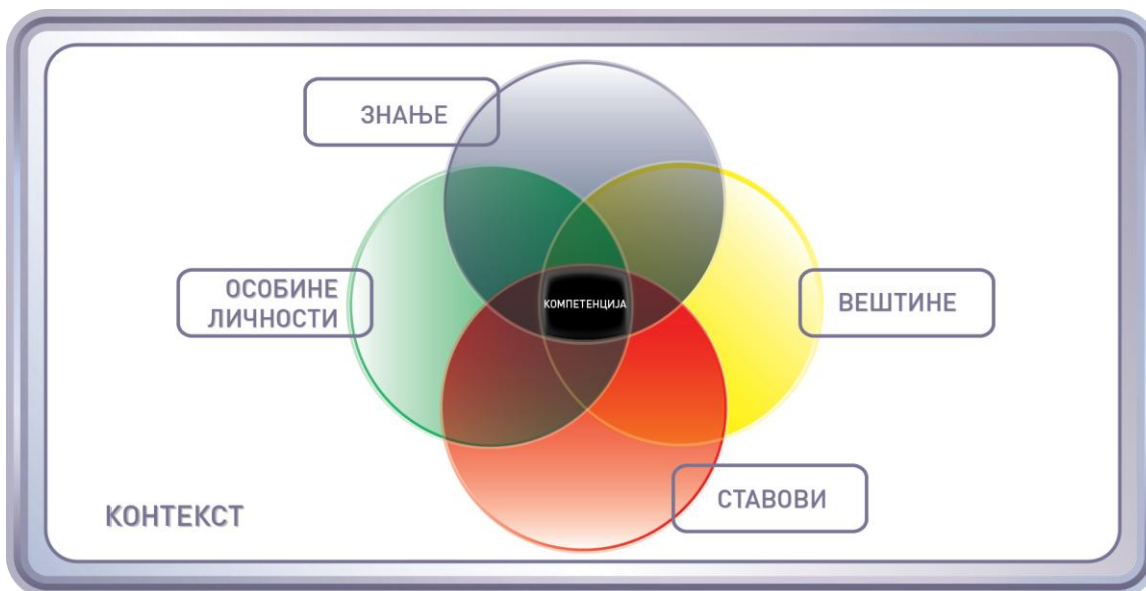 ЗНАЊЕ
ОСОБИНЕ
ЛИЧНОСТИ
КОМПЕТЕНЦИЈА
ВЕШТИНЕ
СТАВОВИ
КОНТЕКСТ